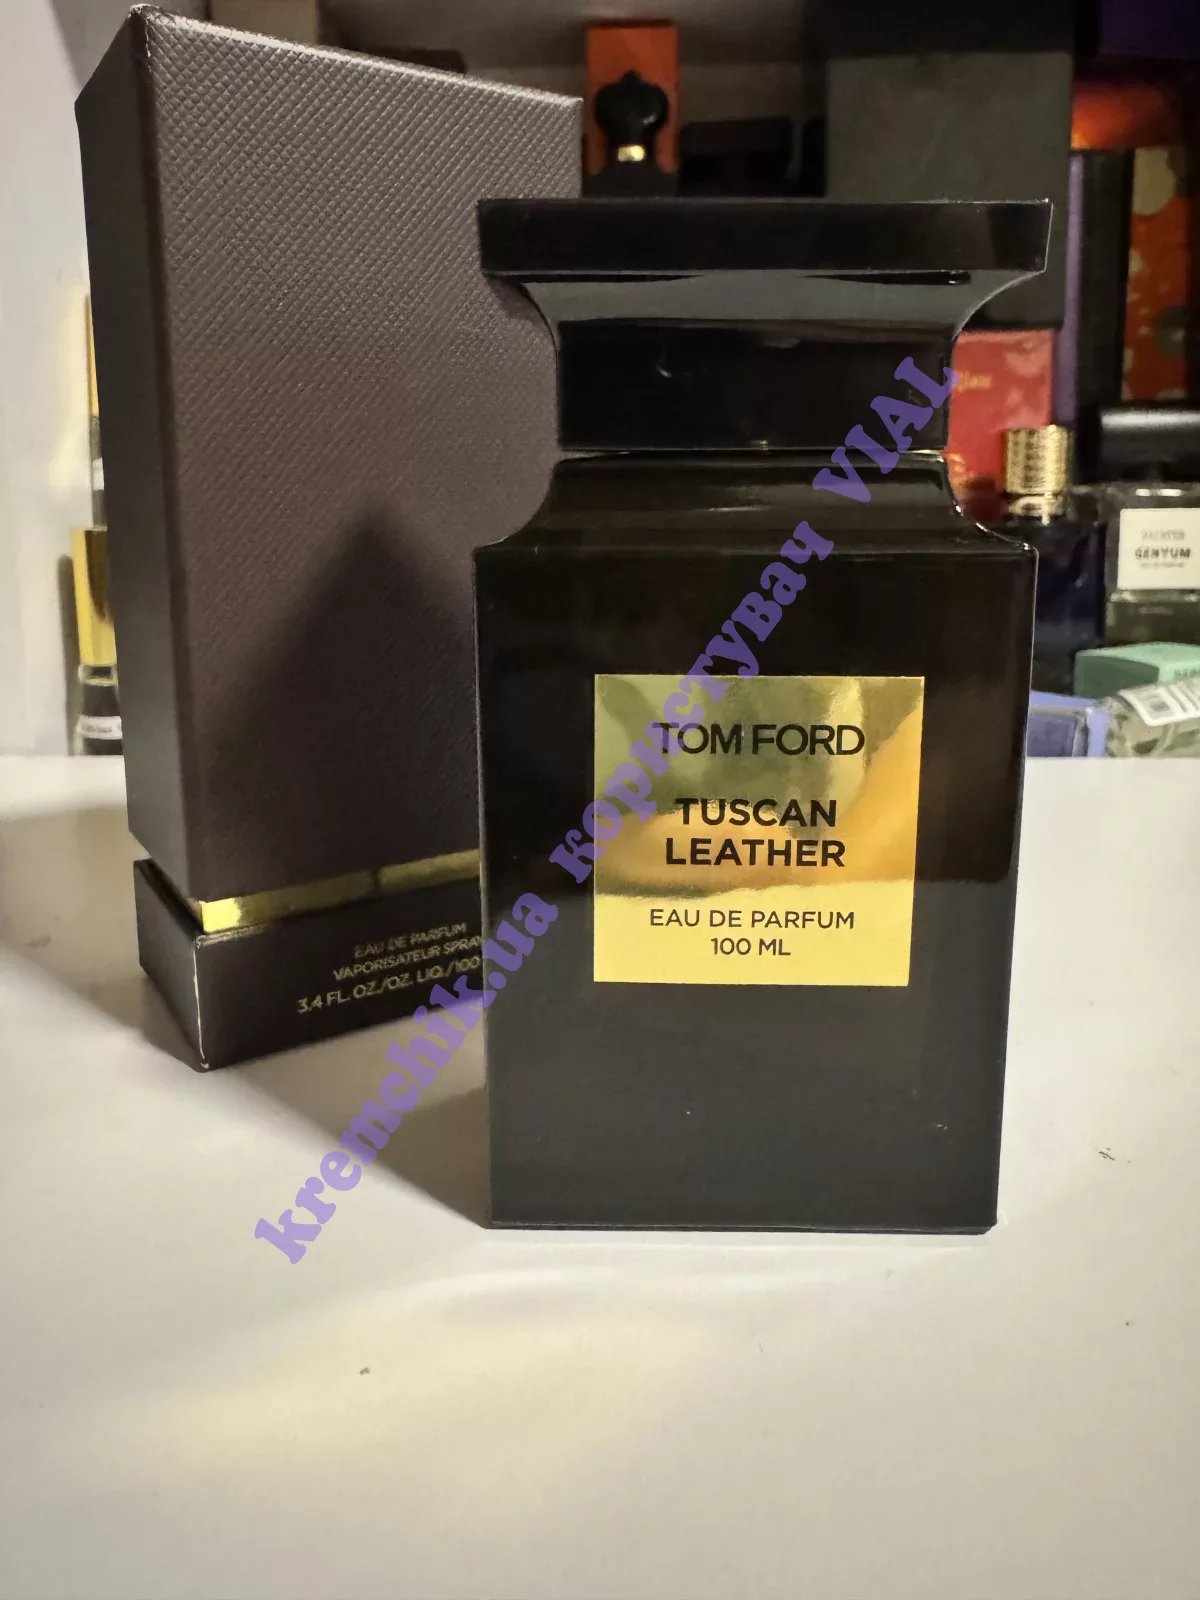 TOM FORD
TUSCAN
LEATHER
EAU DE PARFUM
100 ML
EAU DE PARFUM
VAPORISATEUR SPRAY
3.4 FL. OZ./OZ. LIQ./100
kremchik.ua користувач VIAL
GENYUM